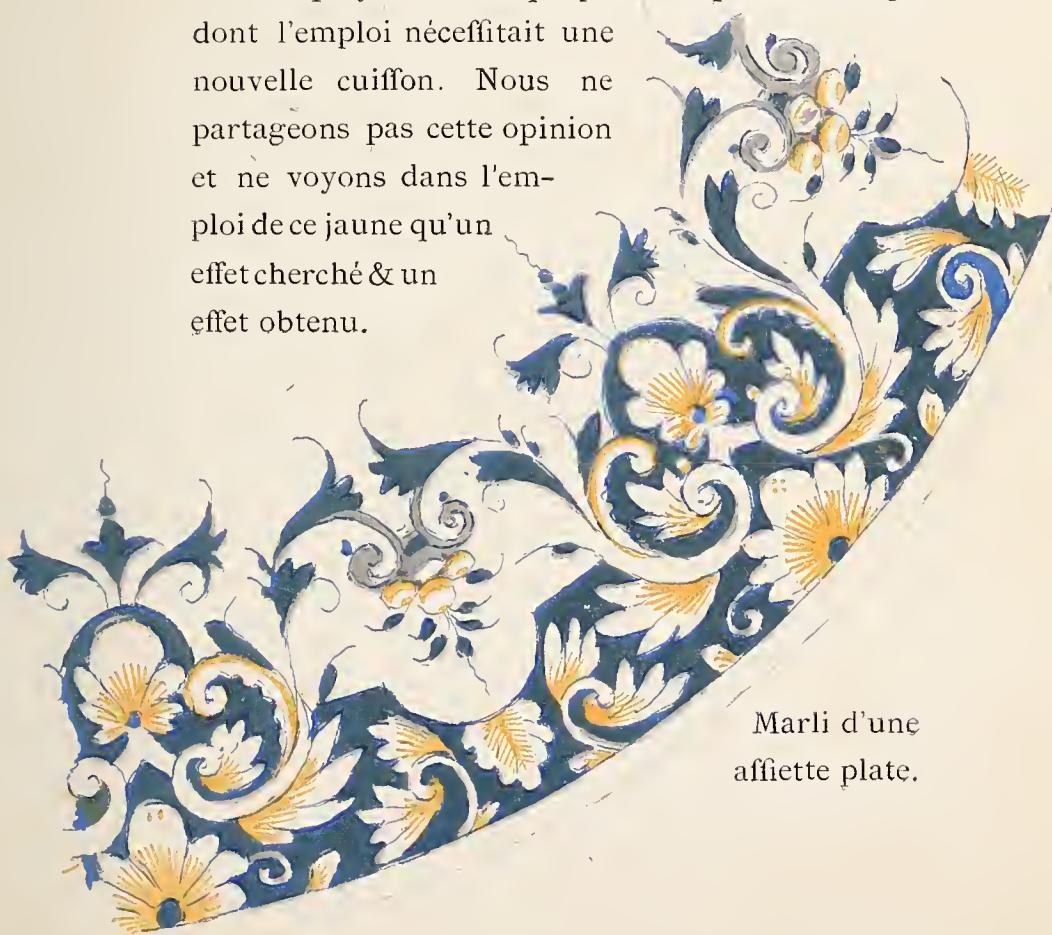 dont l'emploi néceſſitait une
nouvelle cuiſſon. Nous ne
partageons pas cette opinion
et ne voyons dans l'em-
ploi de ce jaune qu'un
effet cherché & un
effet obtenu.
Marli d'une
aſſiette plate.